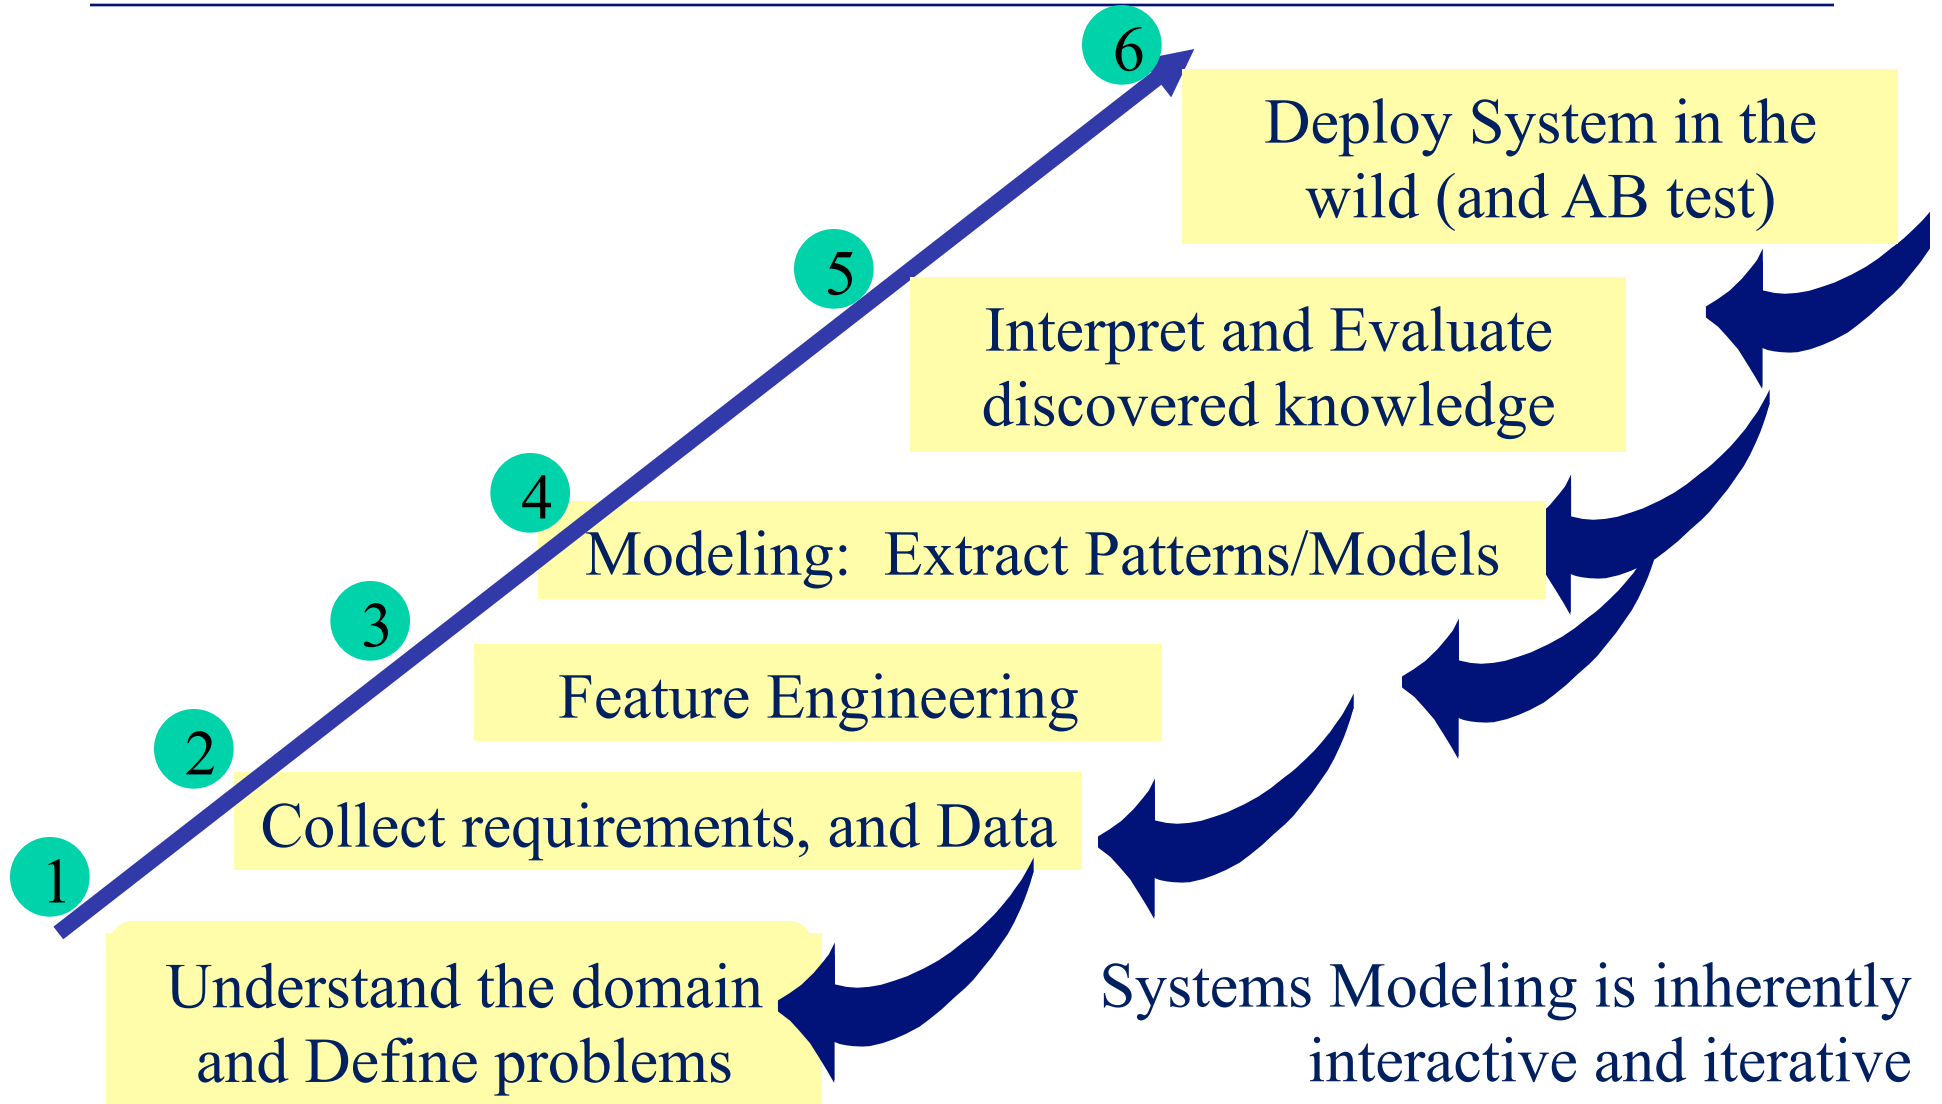 6
Deploy System in the
wild (and AB test)
5
Interpret and Evaluate
discovered knowledge
4
Modeling:  Extract Patterns/Models
3
Feature Engineering
2
Collect requirements, and Data
1
Understand the domain
and Define problems
Systems Modeling is inherently
interactive and iterative